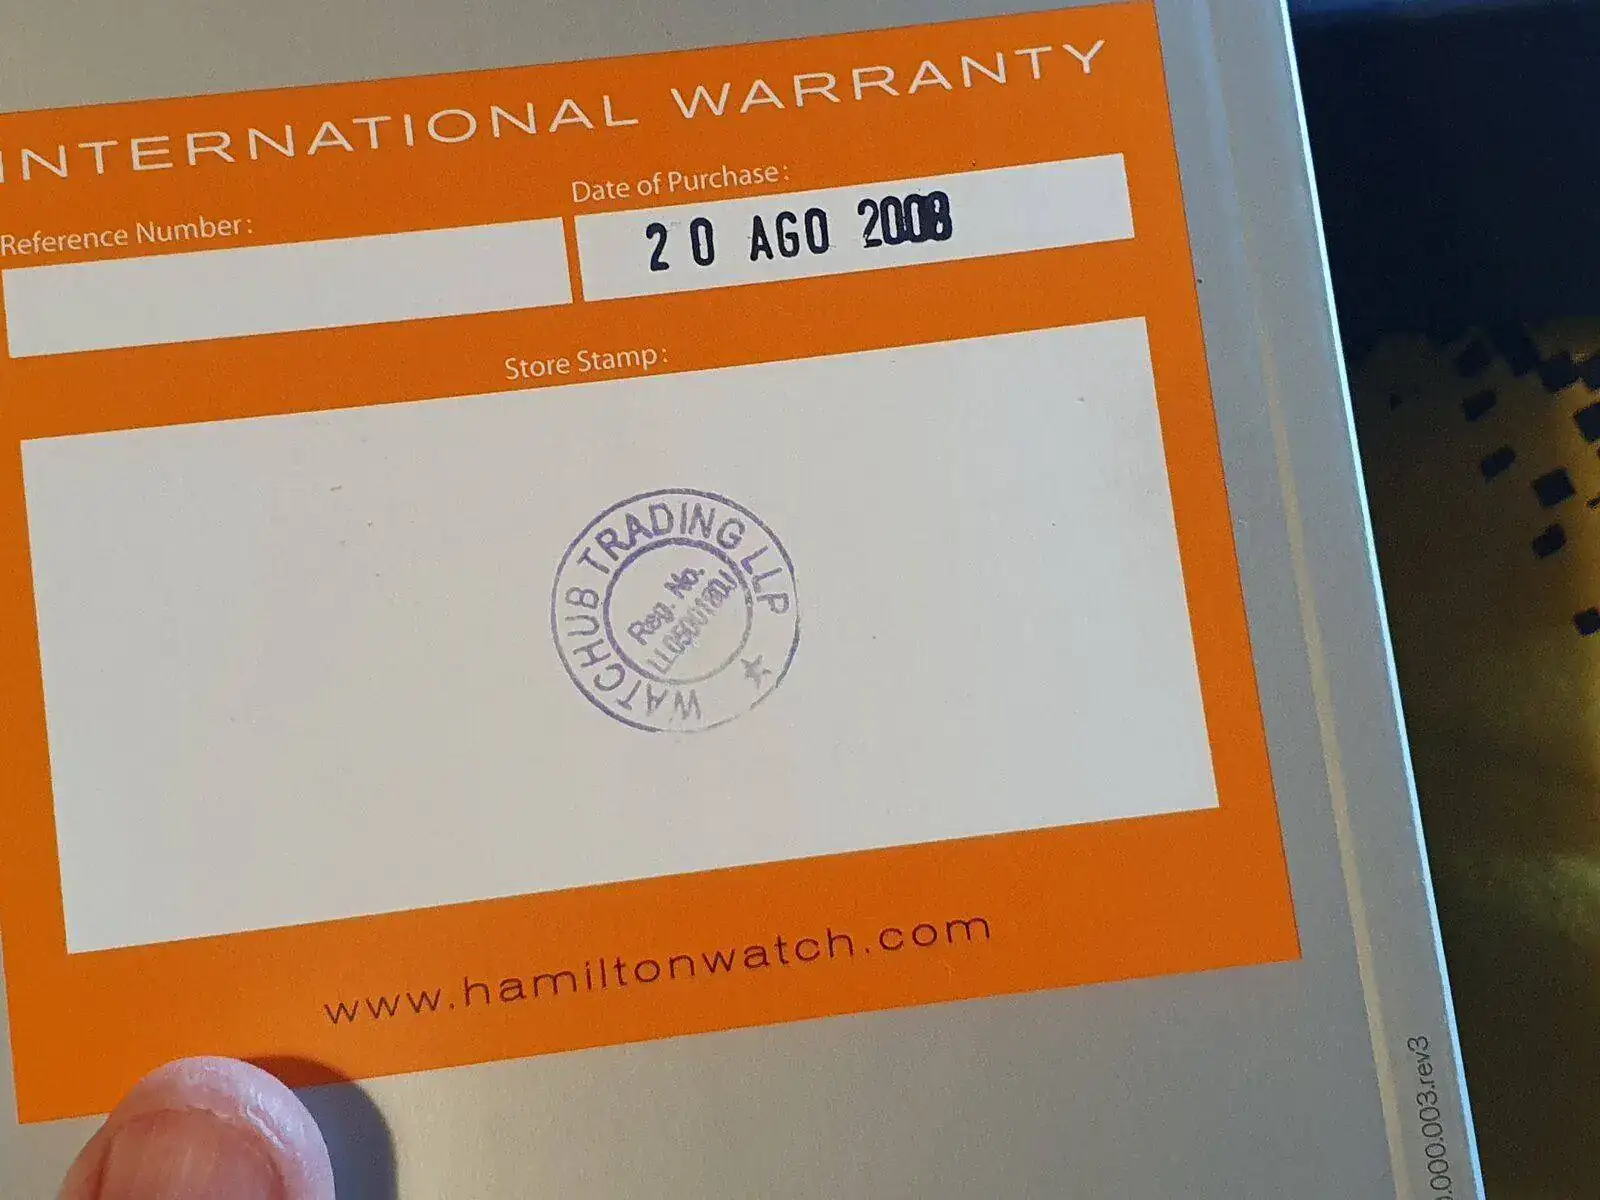 INTERNATIONAL WARRANTY
Reference Number:
Date of Purchase:
20 AGO 2008
Store Stamp:
WATCHUB TRADING LLP
Reg. No.
www.hamiltonwatch.com
.000.003.rev3